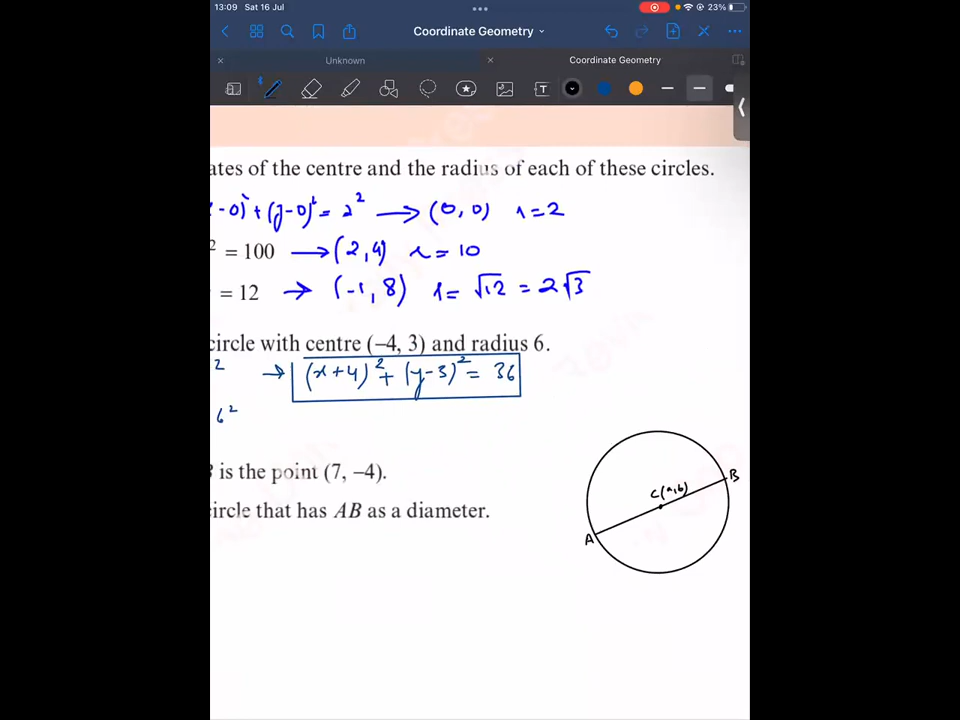 13:09 Sat 16 Jul 23%
Coordinate Geometry
Unknown Coordinate Geometry
ates of the centre and the radius of each of these circles.
-0)² + (y-0)² = 2² → (0, 0) r=2
² = 100 → (2,4) r = 10
= 12 → (-1, 8) r = √12 = 2√3
circle with centre (–4, 3) and radius 6.
2 → (x+4)² + (y-3)² = 36
6²
is the point (7, –4).
C(a,b) B
ircle that has AB as a diameter.
A